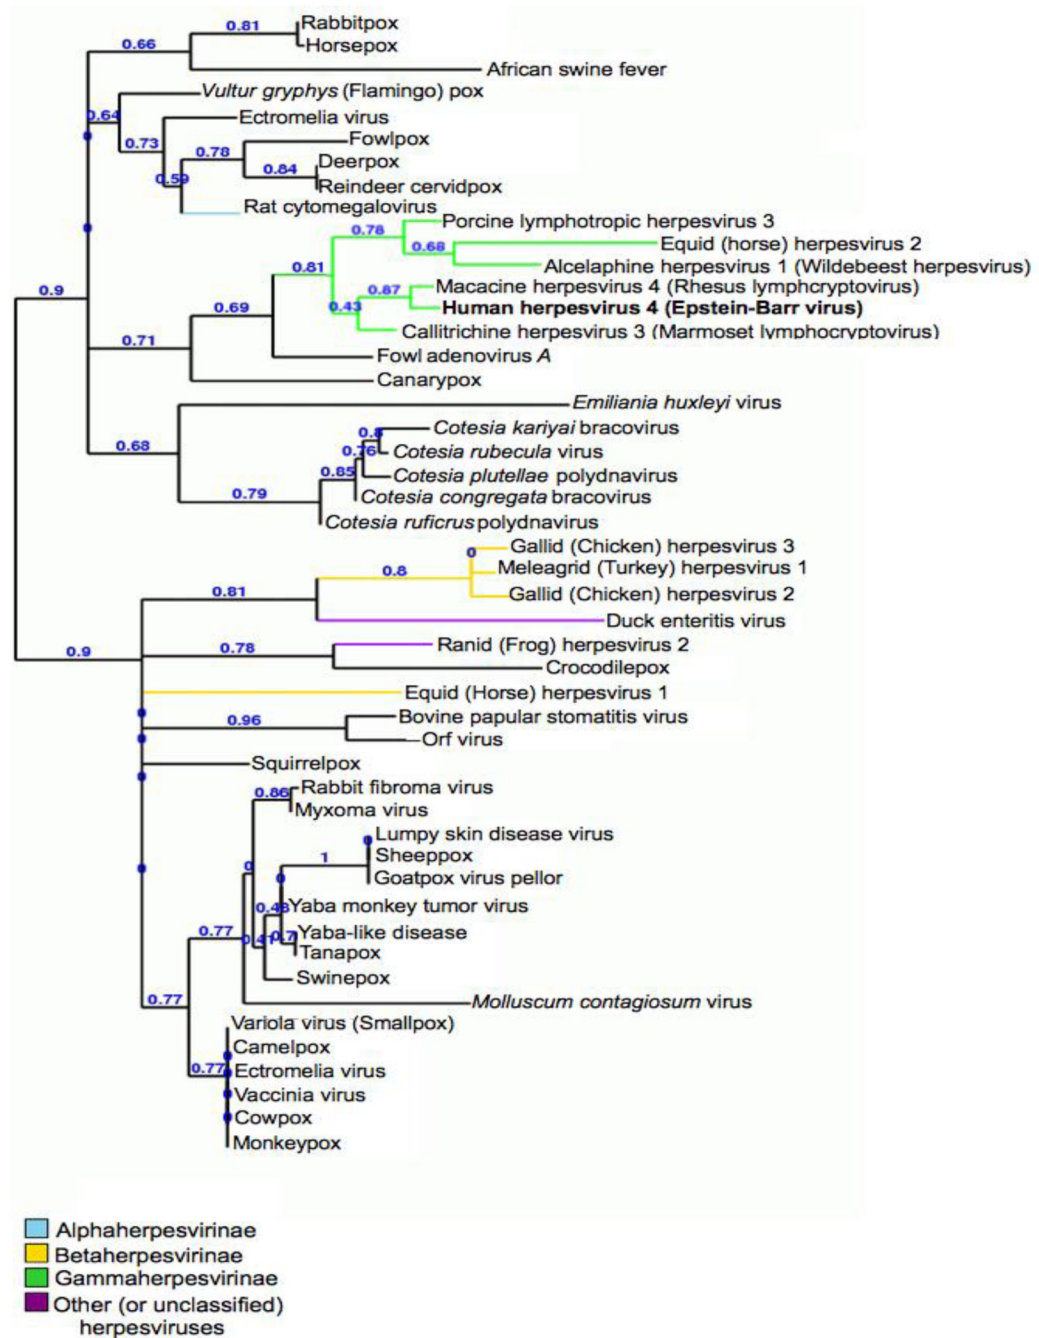 0.81
Rabbitpox
Horsepox
0.66
African swine fever
Vultur gryphys (Flamingo) pox
0.64
Ectromelia virus
0.73
Fowlpox
0.78
Deerpox
0.84
Reindeer cervidpox
0.59
Rat cytomegalovirus
Porcine lymphotropic herpesvirus 3
0.78
Equid (horse) herpesvirus 2
0.68
Alcelaphine herpesvirus 1 (Wildebeest herpesvirus)
0.81
Macacine herpesvirus 4 (Rhesus lymphcryptovirus)
0.87
0.43
Human herpesvirus 4 (Epstein-Barr virus)
0.9
0.69
Callitrichine herpesvirus 3 (Marmoset lymphocryptovirus)
0.71
Fowl adenovirus A
Canarypox
Emiliania huxleyi virus
0.68
Cotesia kariyai bracovirus
0.8
Cotesia rubecula virus
0.76
Cotesia plutellae polydnavirus
0.85
Cotesia congregata bracovirus
0.79
Cotesia ruficrus polydnavirus
Gallid (Chicken) herpesvirus 3
0
Meleagrid (Turkey) herpesvirus 1
0.8
Gallid (Chicken) herpesvirus 2
0.81
Duck enteritis virus
0.9
0.78
Ranid (Frog) herpesvirus 2
Crocodilepox
Equid (Horse) herpesvirus 1
0.96
Bovine papular stomatitis virus
Orf virus
Squirrelpox
0.86
Rabbit fibroma virus
Myxoma virus
Lumpy skin disease virus
1
Sheeppox
0
Goatpox virus pellor
0
0.48
Yaba monkey tumor virus
0.77
0.41
0.7
Yaba-like disease
Tanapox
Swinepox
0.77
Molluscum contagiosum virus
Variola virus (Smallpox)
Camelpox
0.77
Ectromelia virus
Vaccinia virus
Cowpox
Monkeypox
Alphaherpesvirinae
Betaherpesvirinae
Gammaherpesvirinae
Other (or unclassified)
herpesviruses